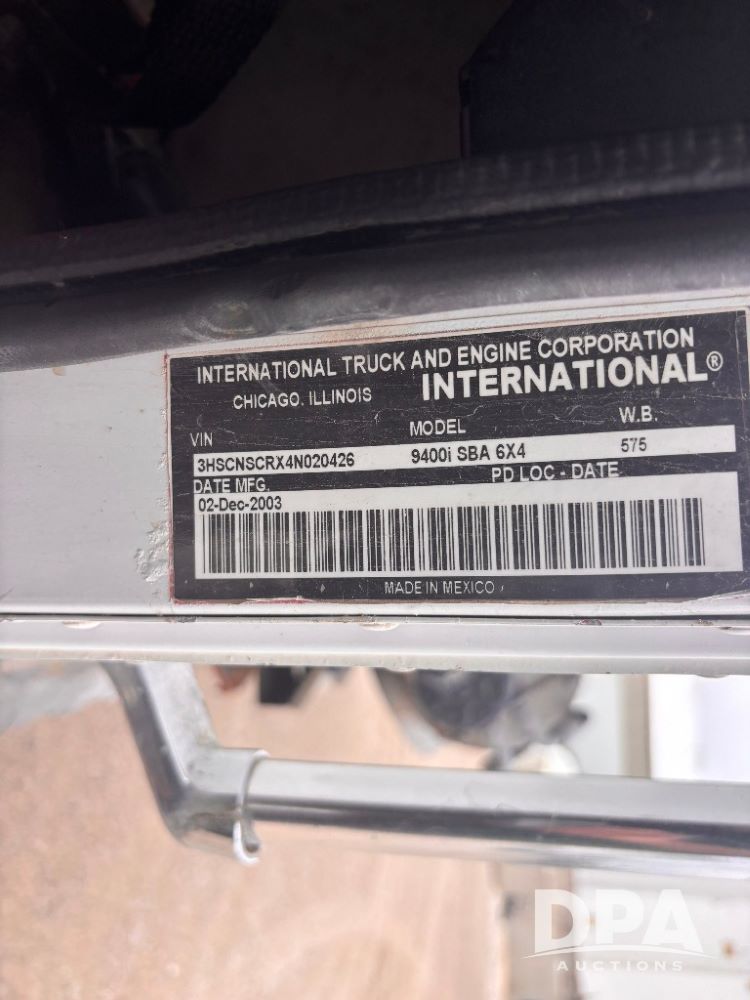 INTERNATIONAL TRUCK AND ENGINE CORPORATION
CHICAGO, ILLINOIS INTERNATIONAL®
VIN MODEL W.B.
3HSCNSCRX4N020426 9400i SBA 6X4 575
DATE MFG. PD LOC - DATE
02-Dec-2003
MADE IN MEXICO
DPA
AUCTIONS